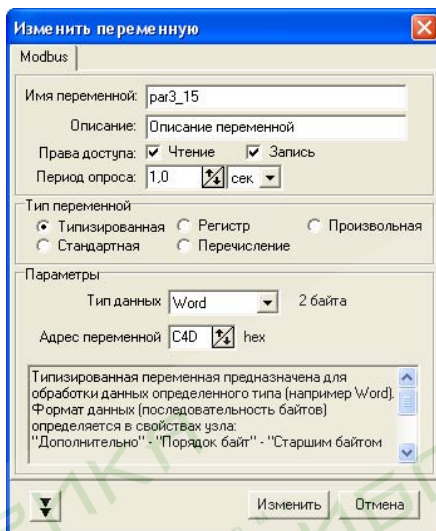 Изменить переменную
Modbus
Имя переменной: par3_15
Описание: Описание переменной
Права доступа: Чтение Запись
Период опроса: 1,0 сек
Тип переменной
Типизированная Регистр Произвольная
Стандартная Перечисление
Параметры
Тип данных Word 2 байта
Адрес переменной C4D hex
Типизированная переменная предназначена для
обработки данных определенного типа (например Word).
Формат данных (последовательность байтов)
определяется в свойствах узла:
"Дополнительно" - "Порядок байт" - "Старшим байтом
Изменить Отмена